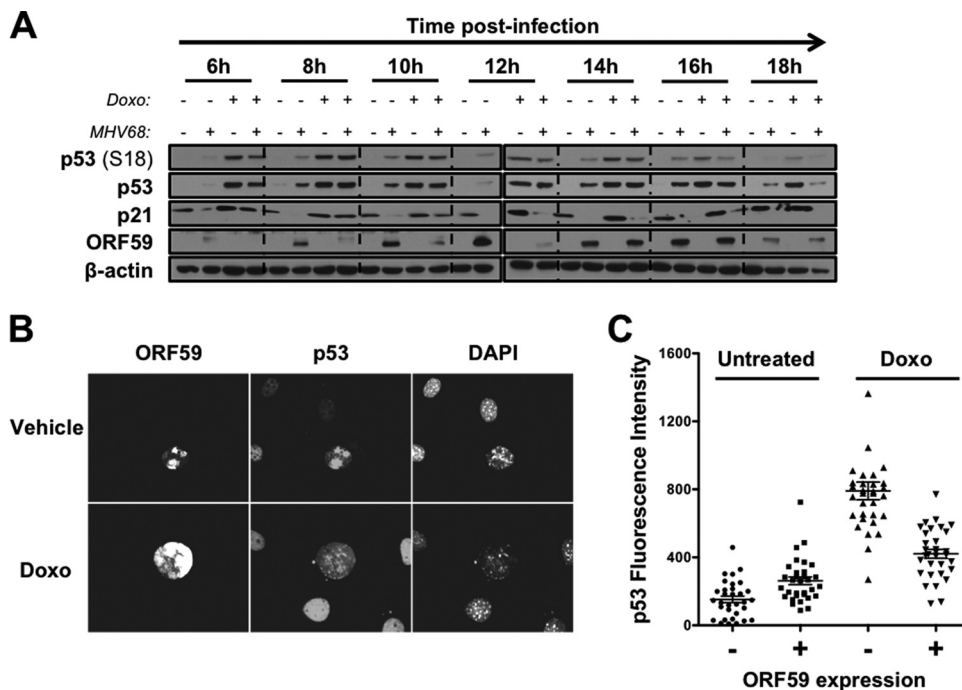 A
Time post-infection
6h 8h 10h 12h 14h 16h 18h
Doxo: - - + + - - + + - - + + - - + + - - + + - - + + - - + +
MHV68: - + - + - + - + - + - + - + - + - + - + - + - + - + - +
p53 (S18)
p53
p21
ORF59
β-actin
B
ORF59 p53 DAPI
Vehicle
Doxo
C
Untreated Doxo
p53 Fluorescence Intensity
1600
1200
800
400
0
- + - +
ORF59 expression